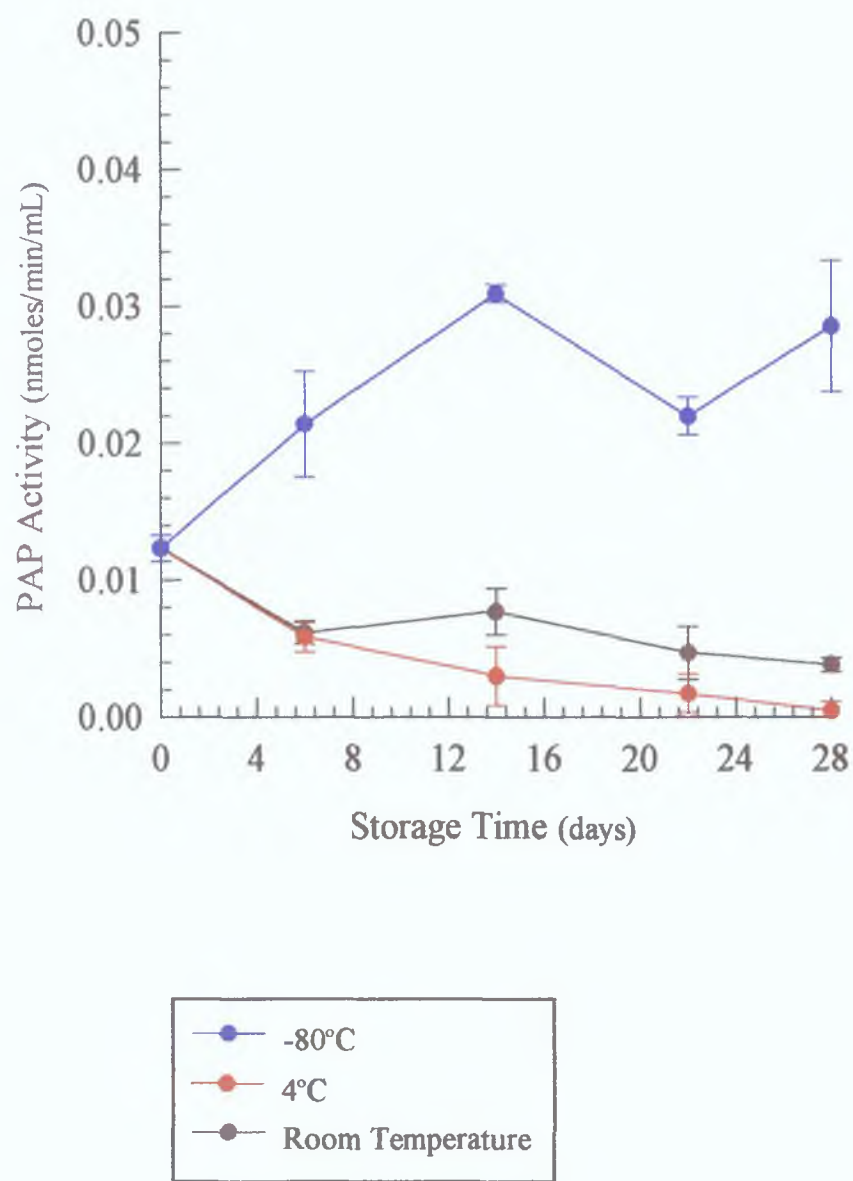 0.05
0.04
0.03
0.02
0.01
0.00
PAP Activity (nmoles/min/mL)
0 4 8 12 16 20 24 28
Storage Time (days)
-80°C
4°C
Room Temperature